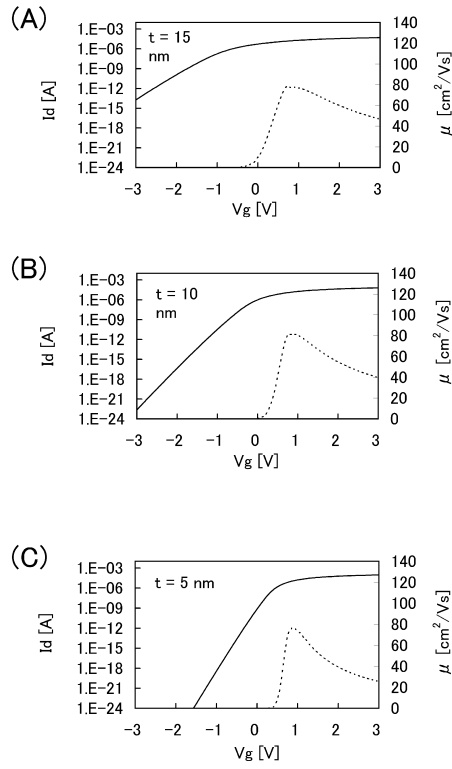 (A)
1.E−03
1.E−06
1.E−09
1.E−12
1.E−15
1.E−18
1.E−21
1.E−24
Id [A]
t = 15
nm
140
120
100
80
60
40
20
0
μ [cm²/Vs]
−3 −2 −1 0 1 2 3
Vg [V]
(B)
1.E−03
1.E−06
1.E−09
1.E−12
1.E−15
1.E−18
1.E−21
1.E−24
Id [A]
t = 10
nm
140
120
100
80
60
40
20
0
μ [cm²/Vs]
−3 −2 −1 0 1 2 3
Vg [V]
(C)
1.E−03
1.E−06
1.E−09
1.E−12
1.E−15
1.E−18
1.E−21
1.E−24
Id [A]
t = 5 nm
140
120
100
80
60
40
20
0
μ [cm²/Vs]
−3 −2 −1 0 1 2 3
Vg [V]